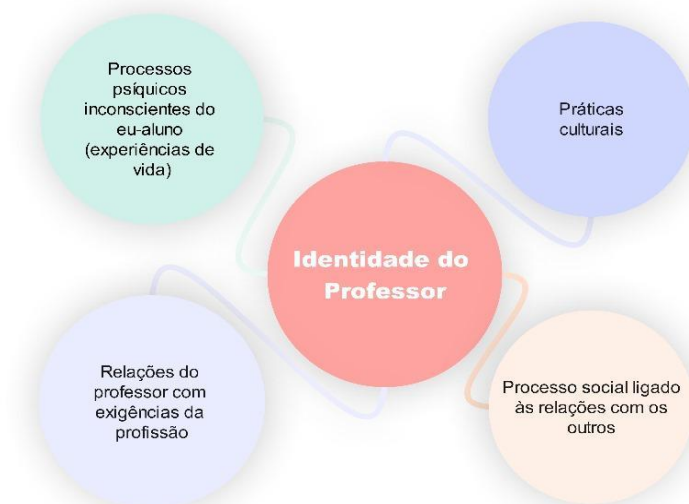 Processos
psíquicos
inconscientes do
eu-aluno
(experiências de
vida)
Práticas
culturais
Identidade do
Professor
Relações do
professor com
exigências da
profissão
Processo social ligado
às relações com os
outros